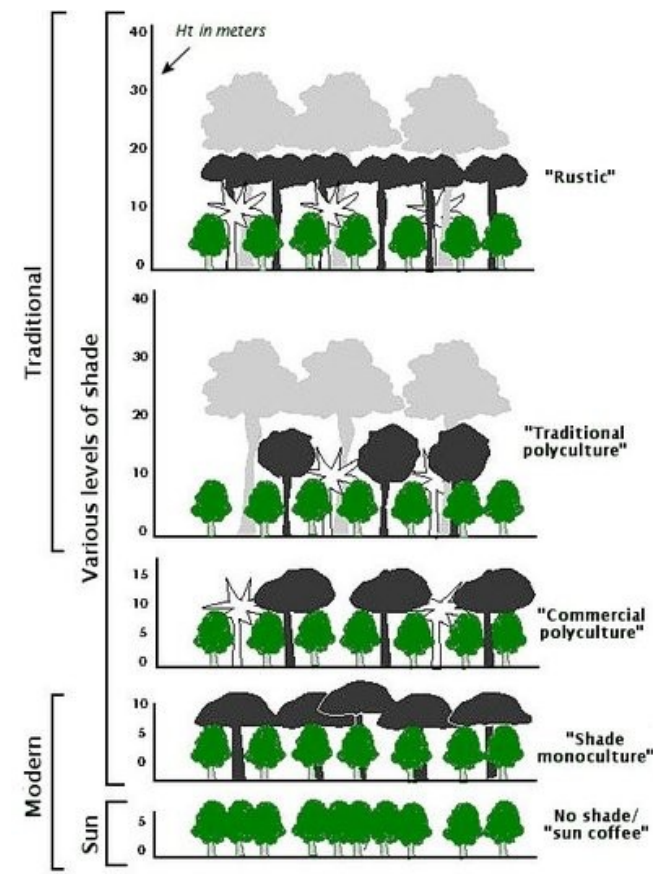 Traditional
Modern
Various levels of shade
Sun
Ht in meters
40
30
20
10
0
"Rustic"
40
30
20
10
0
"Traditional
polyculture"
15
10
5
0
"Commercial
polyculture"
10
5
0
"Shade
monoculture"
5
0
No shade/
"sun coffee"